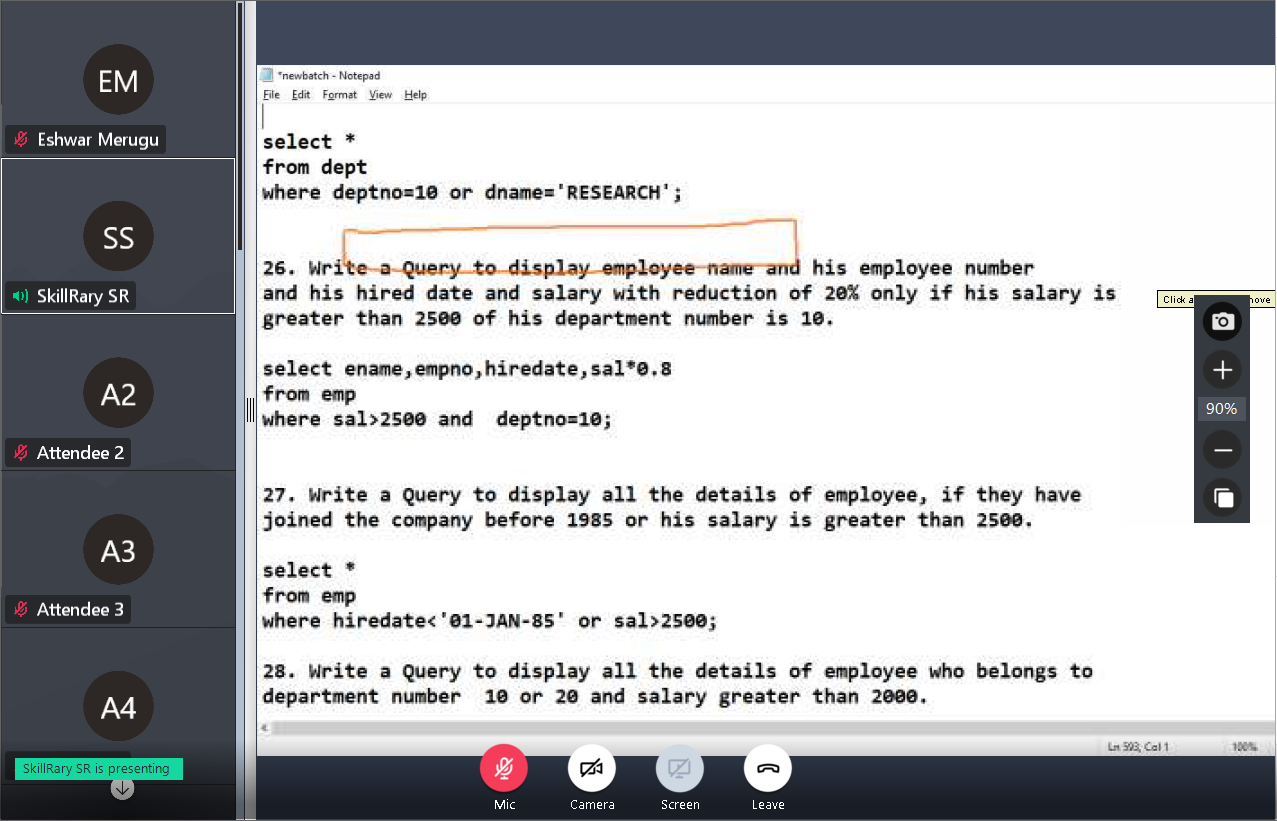 EM
Eshwar Merugu
SS
SkillRary SR
A2
Attendee 2
A3
Attendee 3
A4
SkillRary SR is presenting
*newbatch - Notepad
File Edit Format View Help
select *
from dept
where deptno=10 or dname='RESEARCH';
26. Write a Query to display employee name and his employee number
and his hired date and salary with reduction of 20% only if his salary is
greater than 2500 of his department number is 10.
select ename,empno,hiredate,sal*0.8
from emp
where sal>2500 and  deptno=10;
27. Write a Query to display all the details of employee, if they have
joined the company before 1985 or his salary is greater than 2500.
select *
from emp
where hiredate<'01-JAN-85' or sal>2500;
28. Write a Query to display all the details of employee who belongs to
department number  10 or 20 and salary greater than 2000.
Ln 593, Col 1 100%
Click
90%
Mic Camera Screen Leave